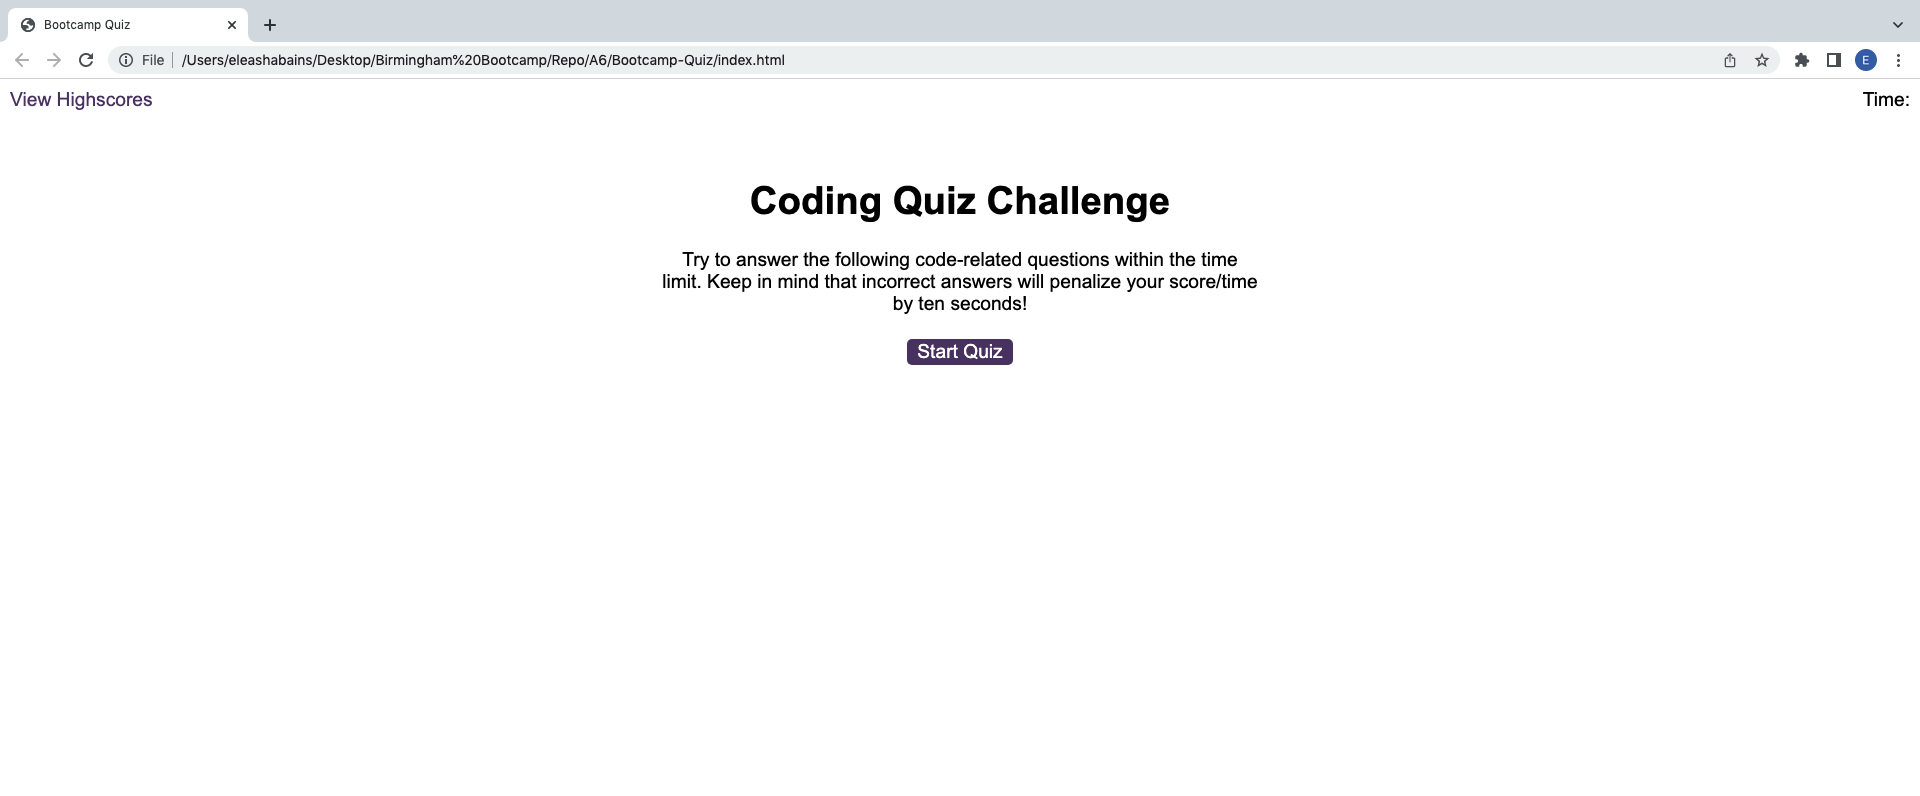 Bootcamp Quiz
File
/Users/eleashabains/Desktop/Birmingham%20Bootcamp/Repo/A6/Bootcamp-Quiz/index.html
E
View Highscores
Time:
Coding Quiz Challenge
Try to answer the following code-related questions within the time
limit. Keep in mind that incorrect answers will penalize your score/time
by ten seconds!
Start Quiz